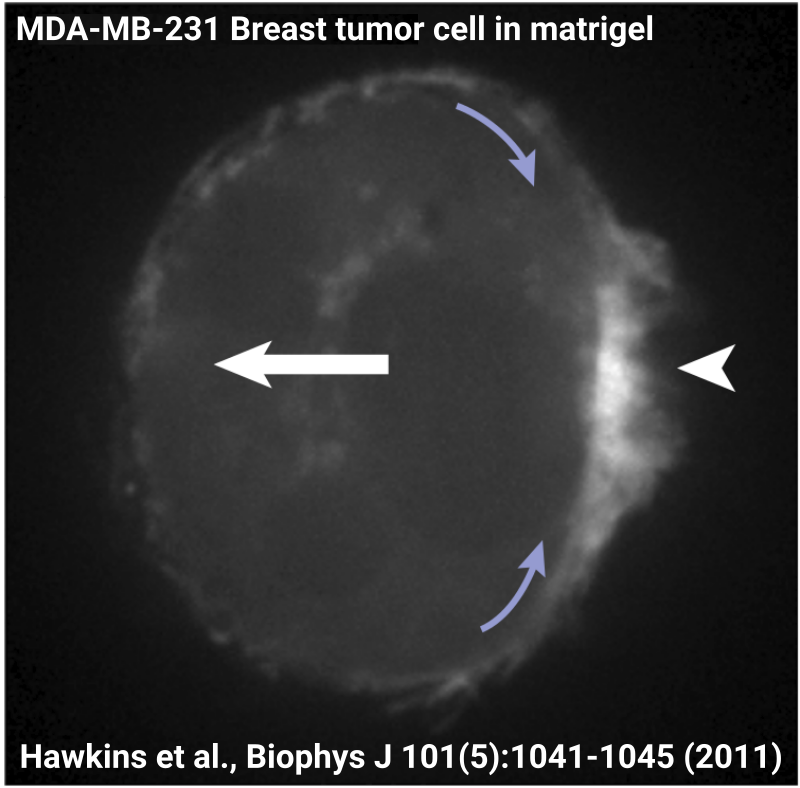 MDA-MB-231 Breast tumor cell in matrigel
Hawkins et al., Biophys J 101(5):1041-1045 (2011)